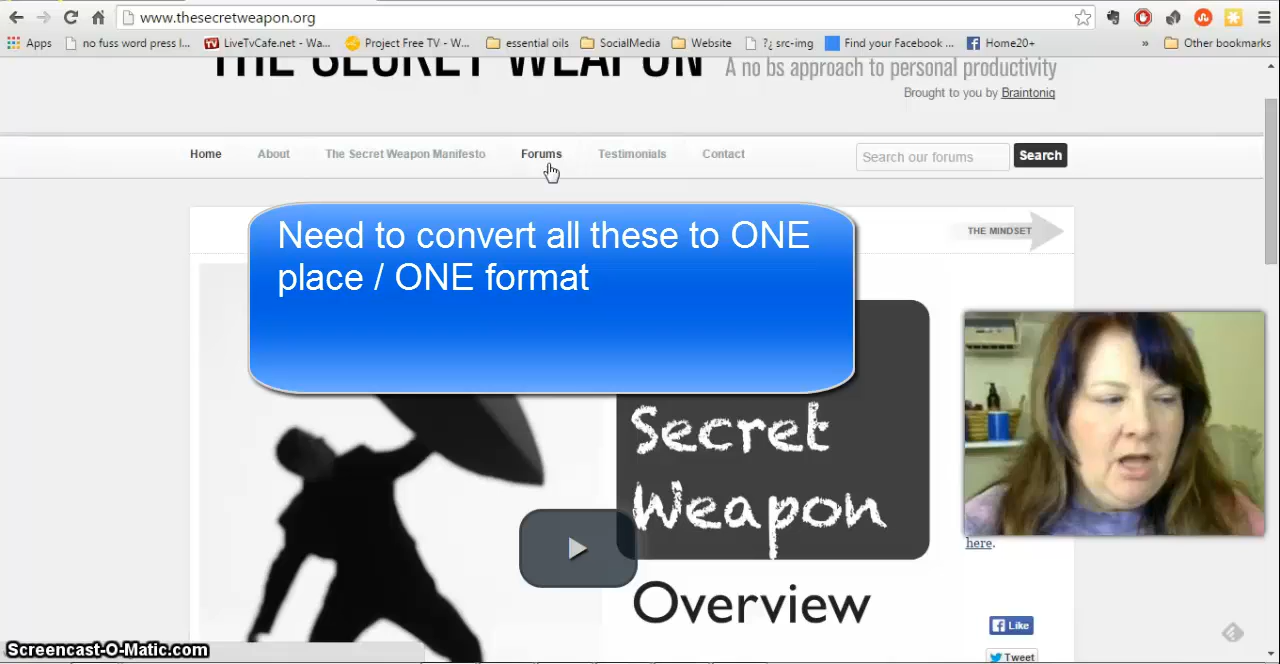 www.thesecretweapon.org
Apps no fuss word press l... LiveTvCafe.net - Wa... Project Free TV - W... essential oils SocialMedia Website ?¿ src-img Find your Facebook ... Home20+ » Other bookmarks
THE SECRET WEAPON A no bs approach to personal productivity
Brought to you by Braintoniq
Home About The Secret Weapon Manifesto Forums Testimonials Contact Search our forums Search
THE MINDSET
Need to convert all these to ONE
place / ONE format
Secret
Weapon
Overview
here.
Like
Tweet
Screencast-O-Matic.com